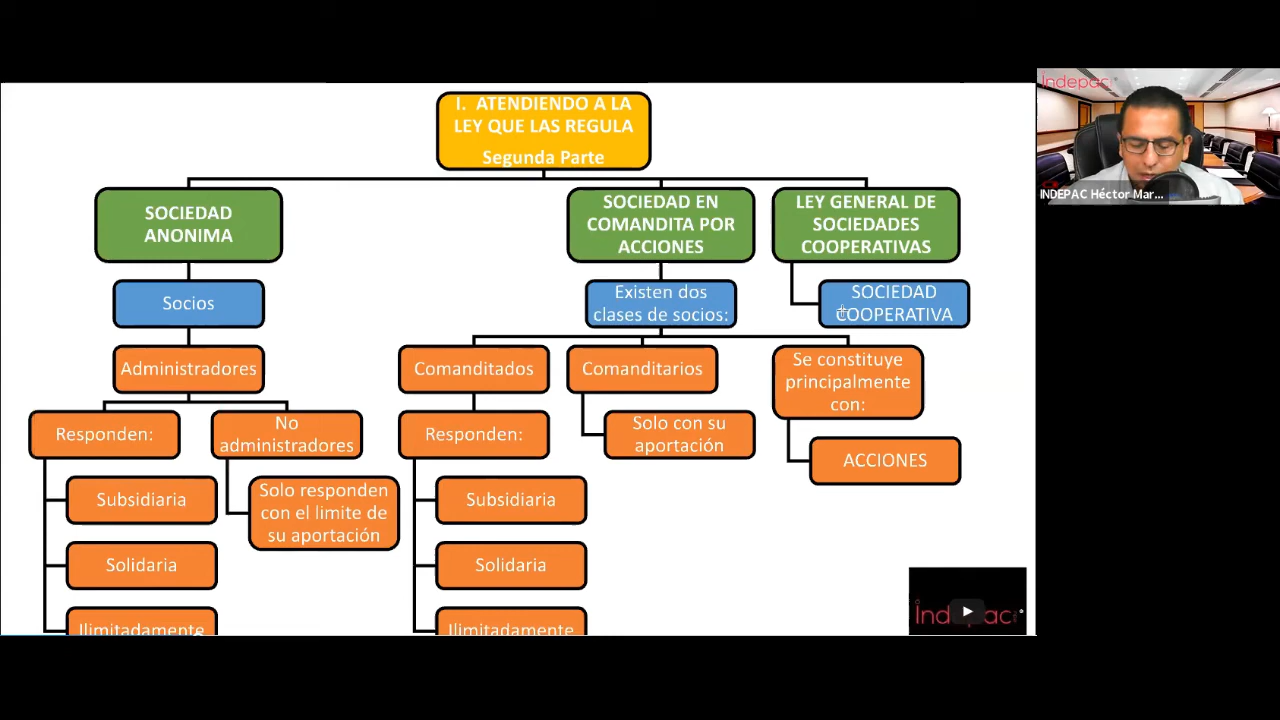 I. ATENDIENDO A LA
LEY QUE LAS REGULA
Segunda Parte
SOCIEDAD
ANONIMA
Socios
Administradores
Responden:
Subsidiaria
Solidaria
Ilimitadamente
No
administradores
Solo responden
con el limite de
su aportación
SOCIEDAD EN
COMANDITA POR
ACCIONES
Existen dos
clases de socios:
Comanditados
Responden:
Subsidiaria
Solidaria
Ilimitadamente
Comanditarios
Solo con su
aportación
Se constituye
principalmente
con:
ACCIONES
LEY GENERAL DE
SOCIEDADES
COOPERATIVAS
SOCIEDAD
COOPERATIVA
Indepac
INDEPAC Héctor Mar...
Indepac